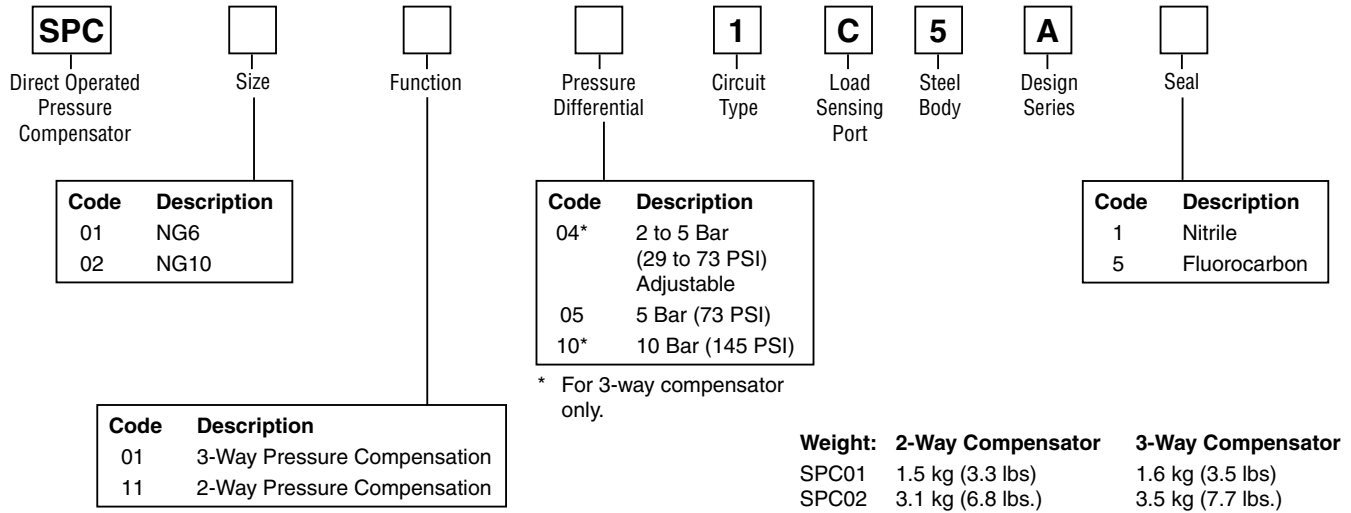 SPC 1 C 5 A
Direct Operated
Pressure
Compensator
Size
Function
Pressure
Differential
Circuit
Type
Load
Sensing
Port
Steel
Body
Design
Series
Seal
Code Description
01 NG6
02 NG10
Code Description
04* 2 to 5 Bar
(29 to 73 PSI)
Adjustable
05 5 Bar (73 PSI)
10* 10 Bar (145 PSI)
* For 3-way compensator
only.
Code Description
1 Nitrile
5 Fluorocarbon
Code Description
01 3-Way Pressure Compensation
11 2-Way Pressure Compensation
Weight: 2-Way Compensator 3-Way Compensator
SPC01 1.5 kg (3.3 lbs) 1.6 kg (3.5 lbs)
SPC02 3.1 kg (6.8 lbs.) 3.5 kg (7.7 lbs.)